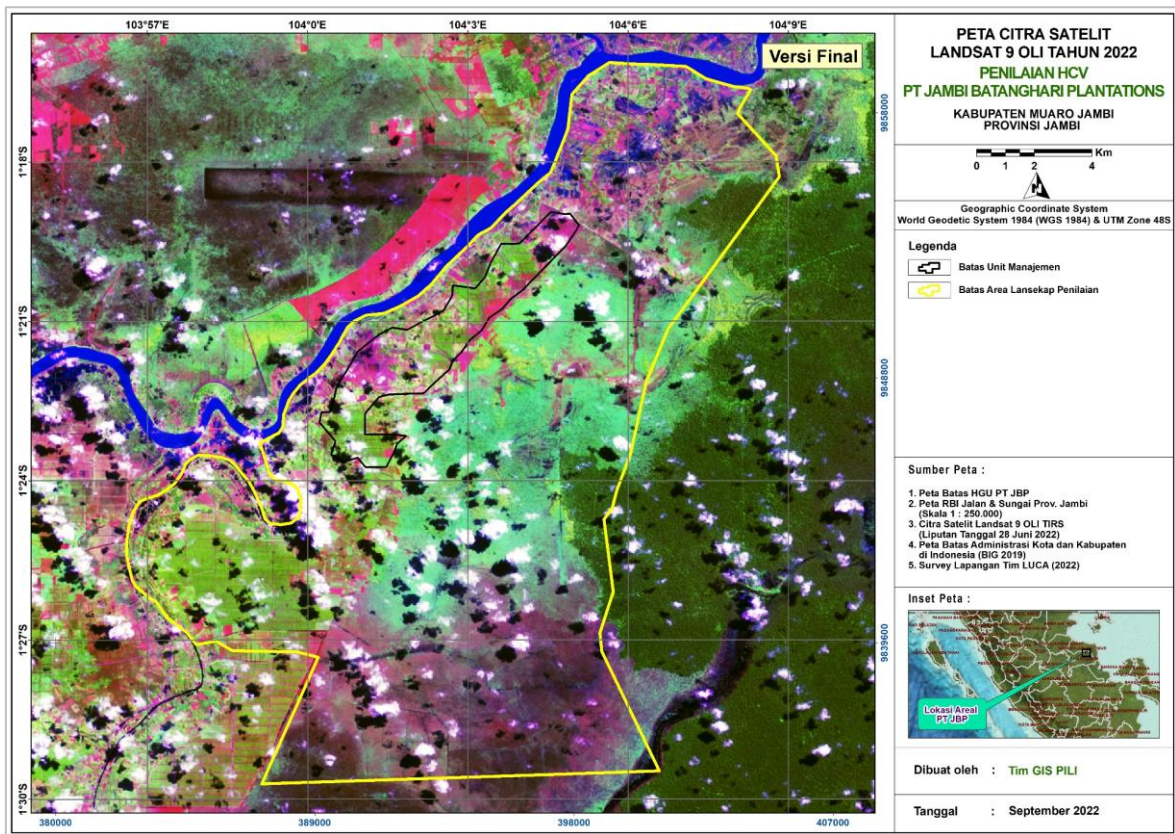 103°57'E 104°0'E 104°3'E 104°6'E 104°9'E
Versi Final
1°18'S
1°21'S
1°24'S
1°27'S
1°30'S
9858000
9848800
9839600
380000 389000 398000 407000
PETA CITRA SATELIT
LANDSAT 9 OLI TAHUN 2022
PENILAIAN HCV
PT JAMBI BATANGHARI PLANTATIONS
KABUPATEN MUARO JAMBI
PROVINSI JAMBI
0 1 2 4 Km
N
Geographic Coordinate System
World Geodetic System 1984 (WGS 1984) & UTM Zone 48S
Legenda
Batas Unit Manajemen
Batas Area Lansekap Penilaian
Sumber Peta :
1. Peta Batas HGU PT JBP
2. Peta RBI Jalan & Sungai Prov. Jambi
(Skala 1 : 250.000)
3. Citra Satelit Landsat 9 OLI TIRS
(Liputan Tanggal 28 Juni 2022)
4. Peta Batas Administrasi Kota dan Kabupaten
di Indonesia (BIG 2019)
5. Survey Lapangan Tim LUCA (2022)
Inset Peta :
Lokasi Areal
PT JBP
Dibuat oleh : Tim GIS PILI
Tanggal : September 2022